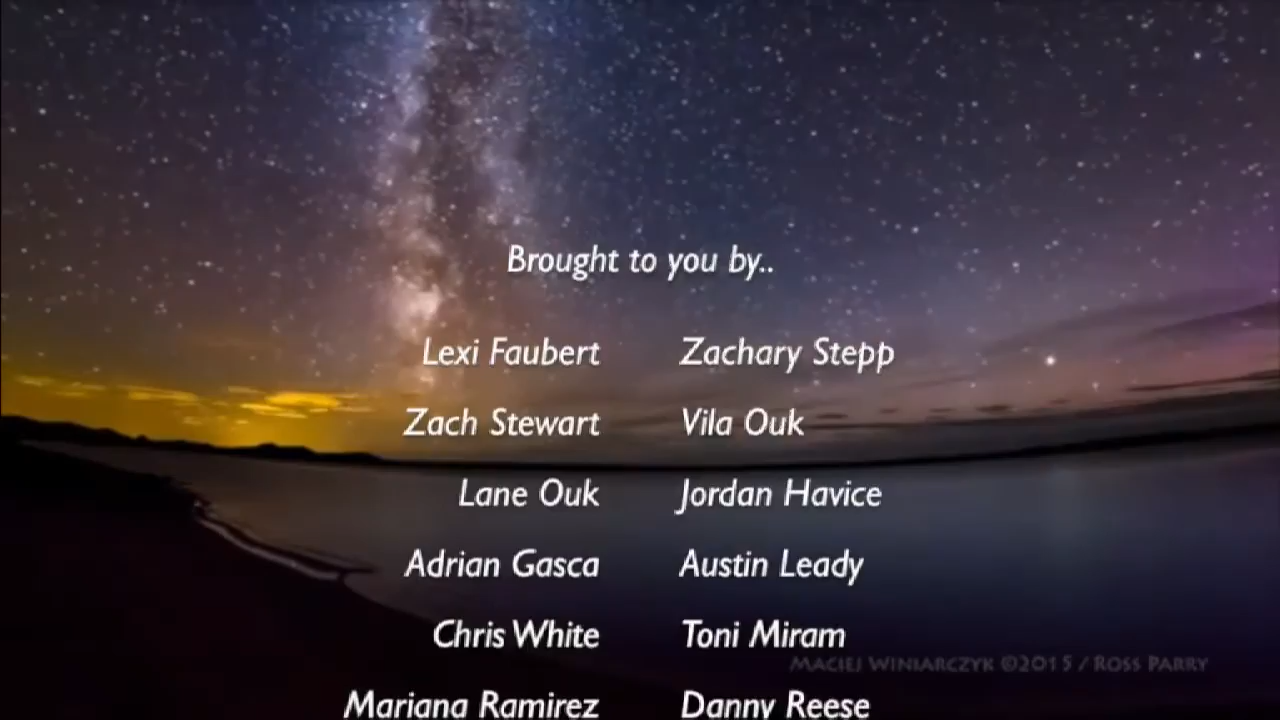 Brought to you by..
Lexi Faubert Zachary Stepp
Zach Stewart Vila Ouk
Lane Ouk Jordan Havice
Adrian Gasca Austin Leady
Chris White Toni Miram
MACIEJ WINIARCZYK ©2015 / ROSS PARRY
Mariana Ramirez Danny Reese